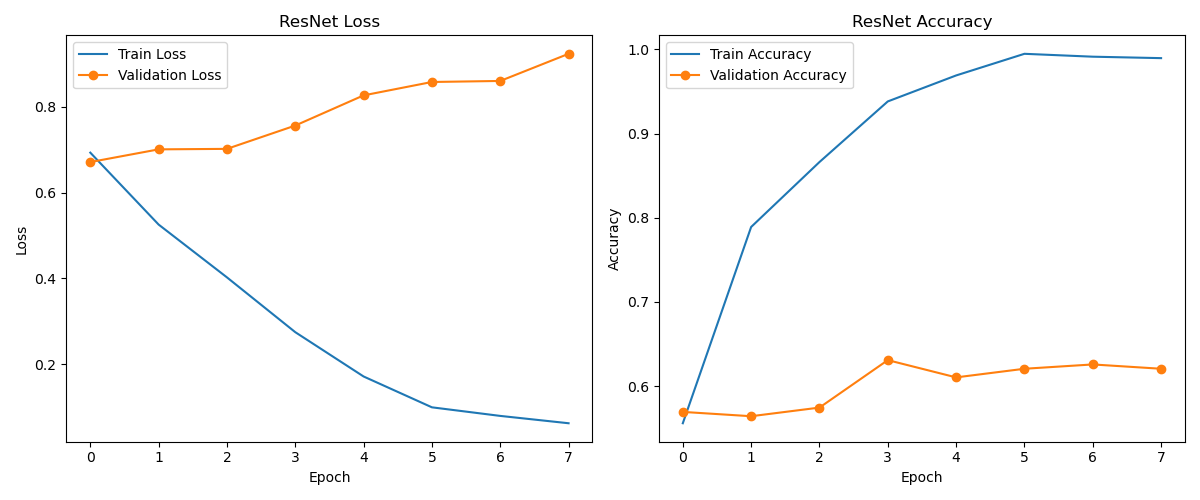 ResNet Loss
Train Loss
Validation Loss
0.8
0.6
0.4
0.2
Loss
0 1 2 3 4 5 6 7
Epoch
ResNet Accuracy
Train Accuracy
Validation Accuracy
1.0
0.9
0.8
0.7
0.6
Accuracy
0 1 2 3 4 5 6 7
Epoch